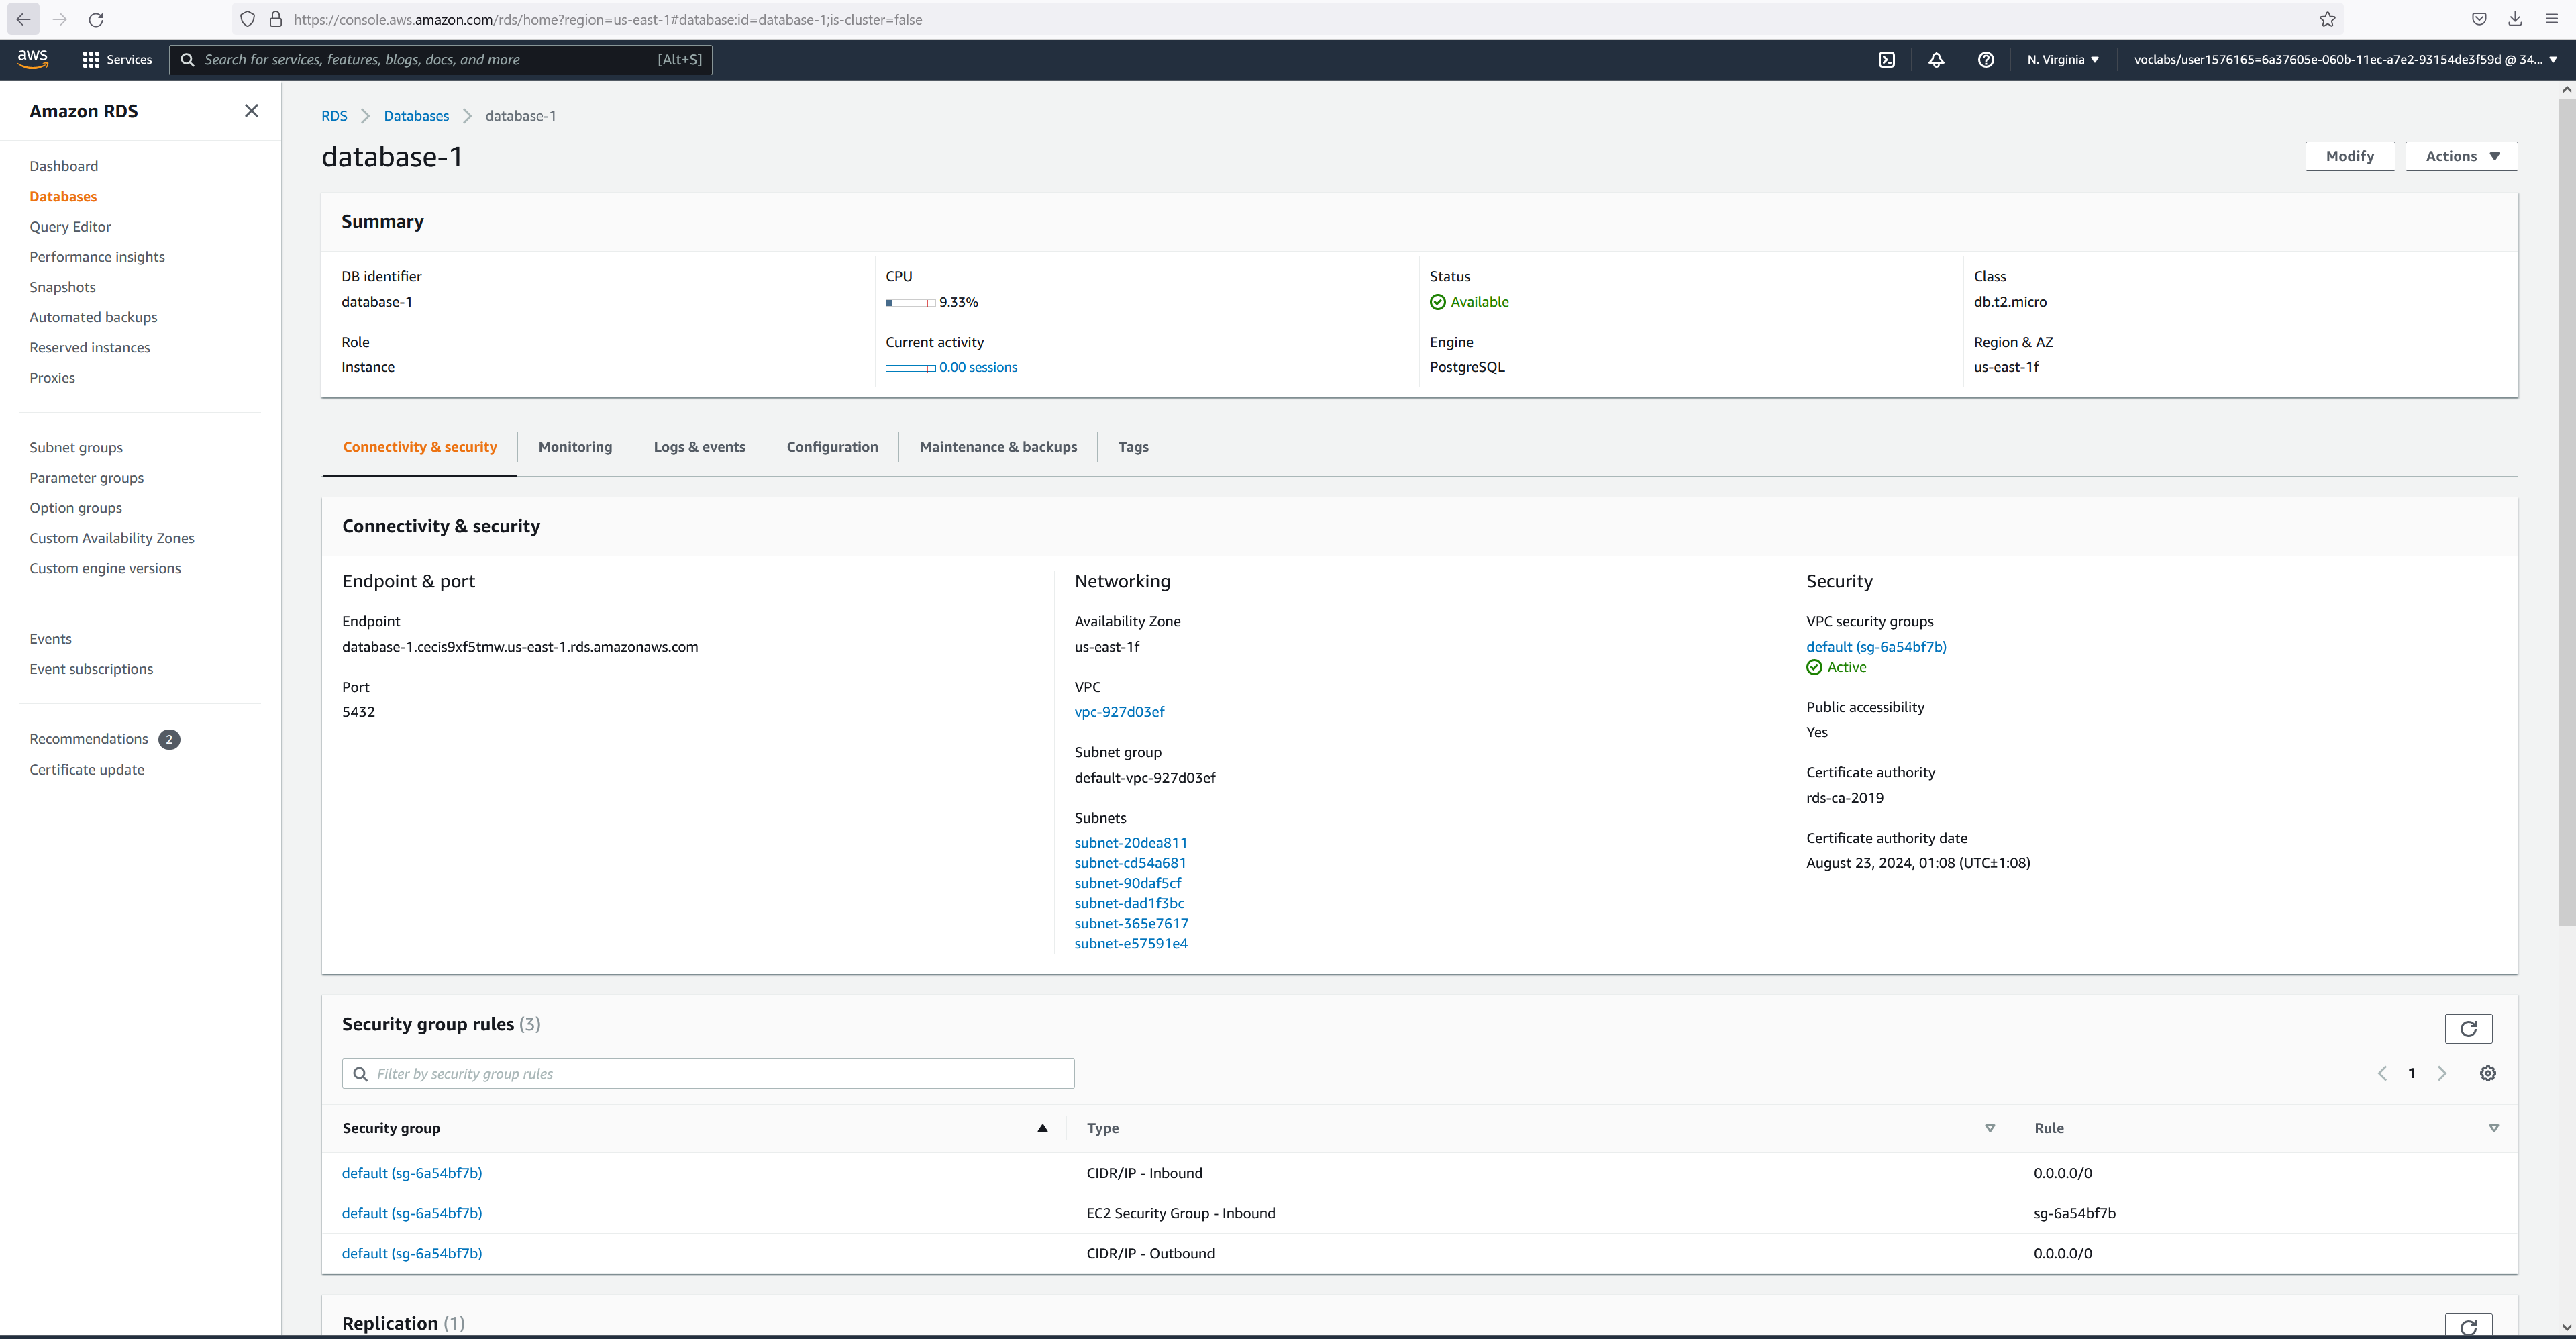 https://console.aws.amazon.com/rds/home?region=us-east-1#database:id=database-1;is-cluster=false
aws
Services
Search for services, features, blogs, docs, and more
[Alt+S]
N. Virginia
voclabs/user1576165=6a37605e-060b-11ec-a7e2-93154de3f59d @ 34...
Amazon RDS
Dashboard
Databases
Query Editor
Performance insights
Snapshots
Automated backups
Reserved instances
Proxies
Subnet groups
Parameter groups
Option groups
Custom Availability Zones
Custom engine versions
Events
Event subscriptions
Recommendations 2
Certificate update
RDS
Databases
database-1
database-1
Modify
Actions
Summary
DB identifier
database-1
Role
Instance
CPU
9.33%
Current activity
0.00 sessions
Status
Available
Engine
PostgreSQL
Class
db.t2.micro
Region & AZ
us-east-1f
Connectivity & security
Monitoring
Logs & events
Configuration
Maintenance & backups
Tags
Connectivity & security
Endpoint & port
Endpoint
database-1.cecis9xf5tmw.us-east-1.rds.amazonaws.com
Port
5432
Networking
Availability Zone
us-east-1f
VPC
vpc-927d03ef
Subnet group
default-vpc-927d03ef
Subnets
subnet-20dea811
subnet-cd54a681
subnet-90daf5cf
subnet-dad1f3bc
subnet-365e7617
subnet-e57591e4
Security
VPC security groups
default (sg-6a54bf7b)
Active
Public accessibility
Yes
Certificate authority
rds-ca-2019
Certificate authority date
August 23, 2024, 01:08 (UTC±1:08)
Security group rules (3)
Filter by security group rules
1
Security group
Type
Rule
default (sg-6a54bf7b)
CIDR/IP - Inbound
0.0.0.0/0
default (sg-6a54bf7b)
EC2 Security Group - Inbound
sg-6a54bf7b
default (sg-6a54bf7b)
CIDR/IP - Outbound
0.0.0.0/0
Replication (1)